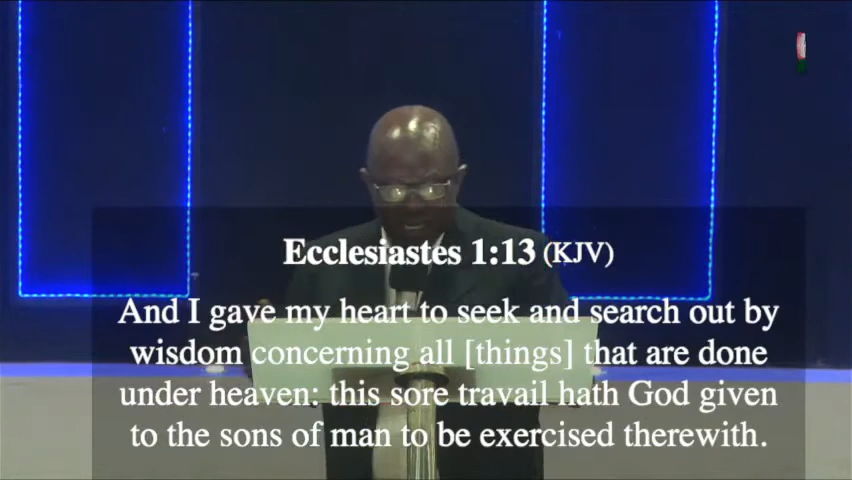 Ecclesiastes 1:13 (KJV)
And I gave my heart to seek and search out by
wisdom concerning all [things] that are done
under heaven: this sore travail hath God given
to the sons of man to be exercised therewith.